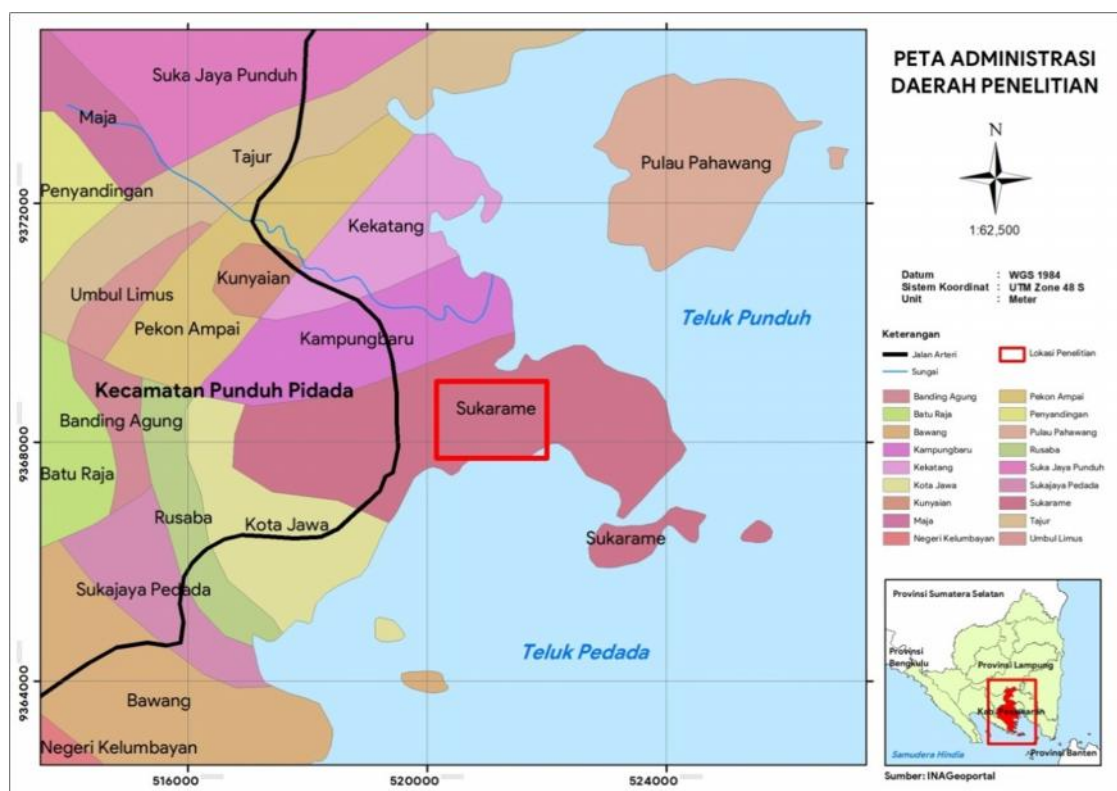 PETA ADMINISTRASI
DAERAH PENELITIAN
N
1:62,500
Datum : WGS 1984
Sistem Koordinat : UTM Zone 48 S
Unit : Meter
Keterangan
Jalan Arteri
Lokasi Penelitian
Sungai
Banding Agung
Pekon Ampai
Batu Raja
Penyandingan
Bawang
Pulau Pahawang
Kampungbaru
Rusaba
Kekatang
Suka Jaya Punduh
Kota Jawa
Sukajaya Pedada
Kunyaian
Sukarame
Maja
Tajur
Negeri Kelumbayan
Umbul Limus
Provinsi Sumatera Selatan
Provinsi
Bengkulu
Provinsi Lampung
Samudera Hindia
Provinsi Banten
Sumber: INAGeoportal
Suka Jaya Punduh
Maja
Tajur
Pulau Pahawang
Penyandingan
Kekatang
Kunyaian
Umbul Limus
Teluk Punduh
Pekon Ampai
Kampungbaru
Kecamatan Punduh Pidada
Sukarame
Banding Agung
Batu Raja
Rusaba
Kota Jawa
Sukarame
Sukajaya Pedada
Teluk Pedada
Bawang
Negeri Kelumbayan
9372000
9368000
9364000
516000
520000
524000